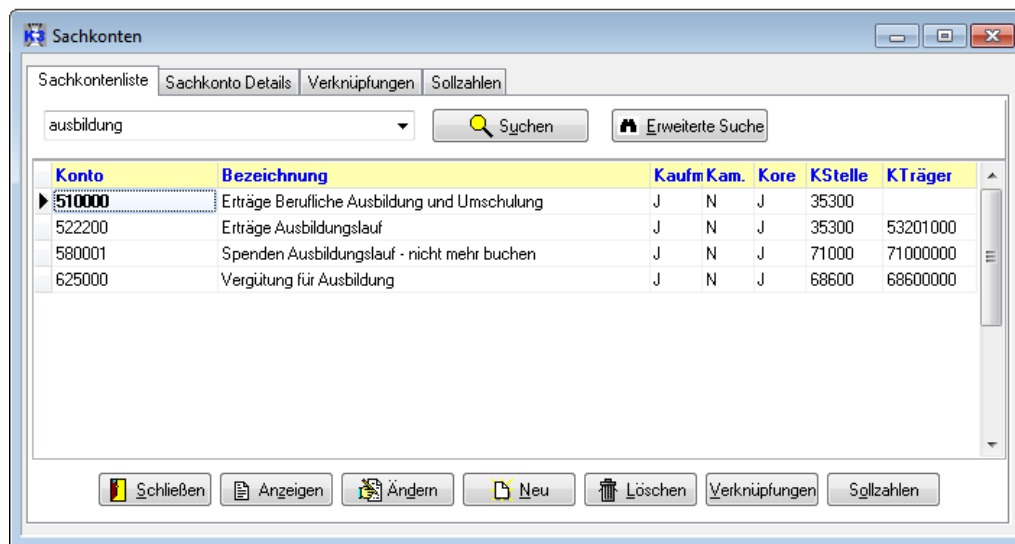 K3 Sachkonten
Sachkontenliste Sachkonto Details Verknüpfungen Sollzahlen
ausbildung Suchen Erweiterte Suche
Konto Bezeichnung Kaufm Kam. Kore KStelle KTräger
510000 Erträge Berufliche Ausbildung und Umschulung J N J 35300
522200 Erträge Ausbildungslauf J N J 35300 53201000
580001 Spenden Ausbildungslauf - nicht mehr buchen J N J 71000 71000000
625000 Vergütung für Ausbildung J N J 68600 68600000
Schließen Anzeigen Ändern Neu Löschen Verknüpfungen Sollzahlen